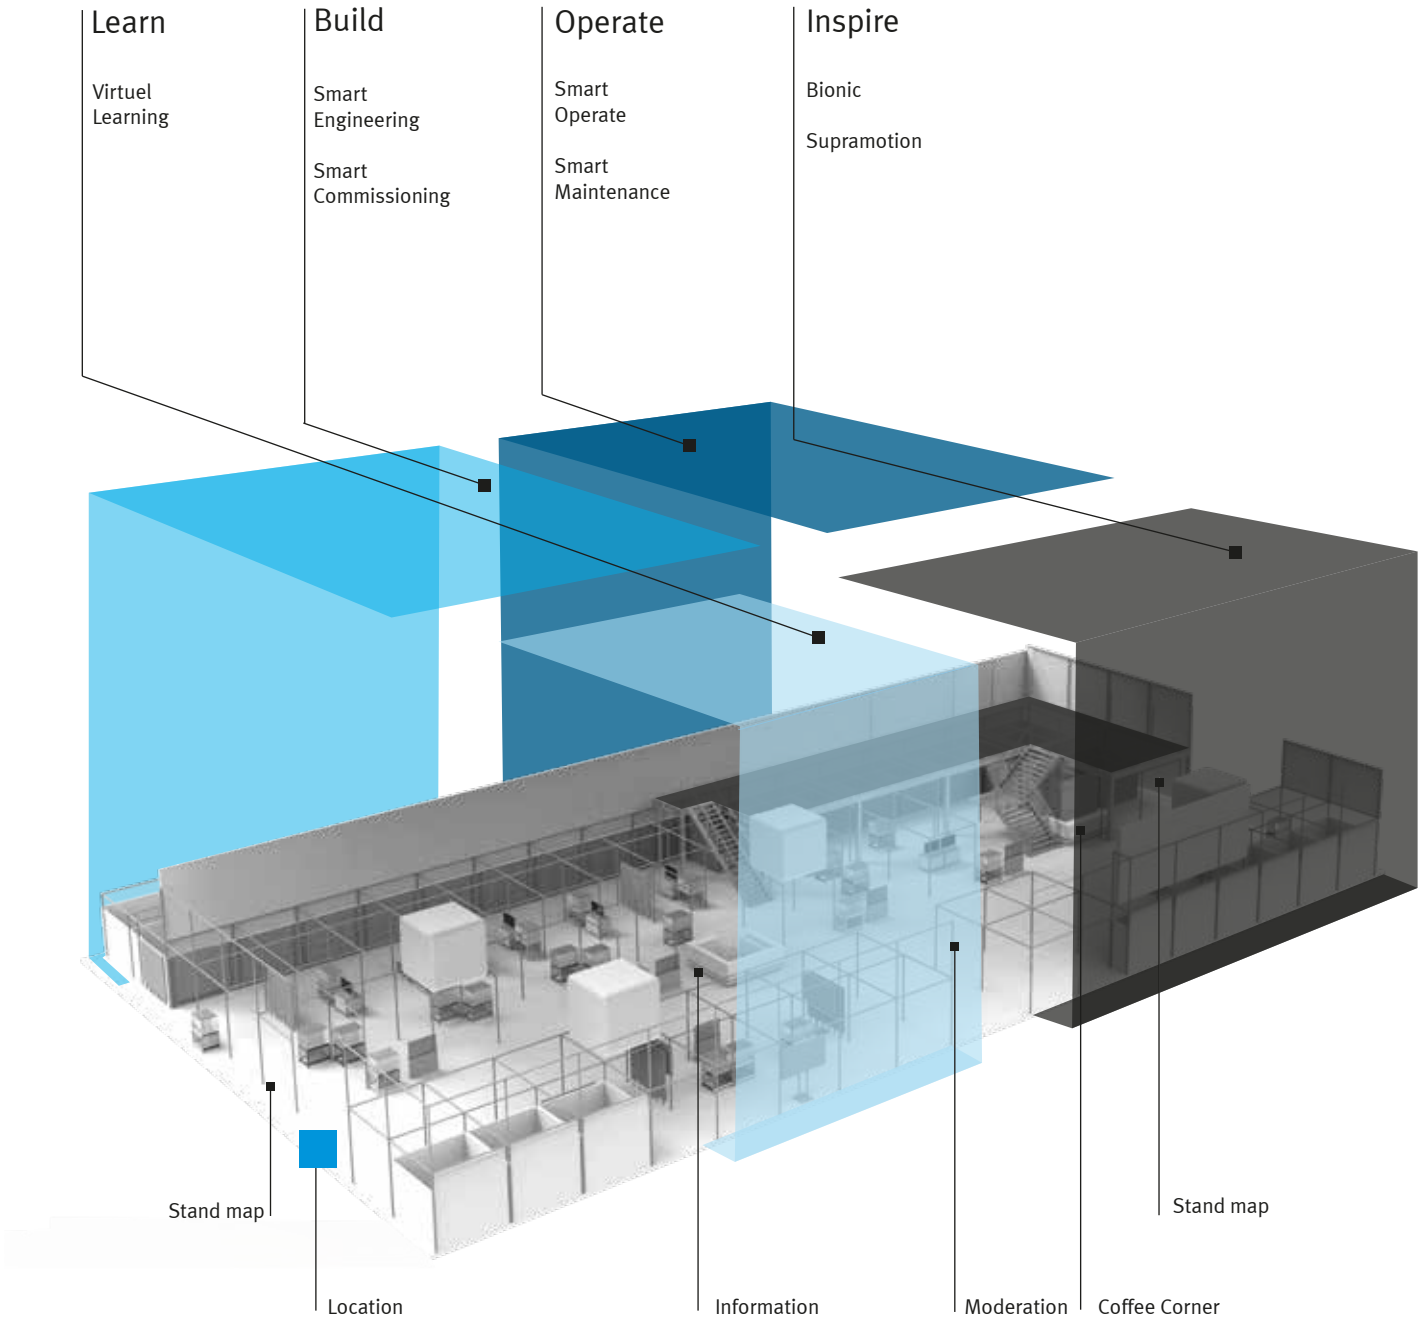 Learn
Virtuel
Learning
Build
Smart
Engineering
Smart
Commissioning
Operate
Smart
Operate
Smart
Maintenance
Inspire
Bionic
Supramotion
Stand map
Stand map
Location
Information
Moderation
Coffee Corner